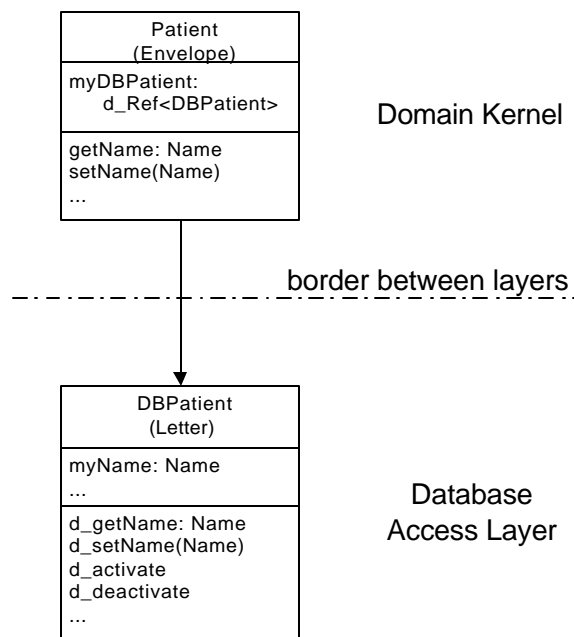 Patient
(Envelope)
myDBPatient:
d_Ref<DBPatient>
getName: Name
setName(Name)
...
Domain Kernel
border between layers
DBPatient
(Letter)
myName: Name
...
d_getName: Name
d_setName(Name)
d_activate
d_deactivate
...
Database
Access Layer